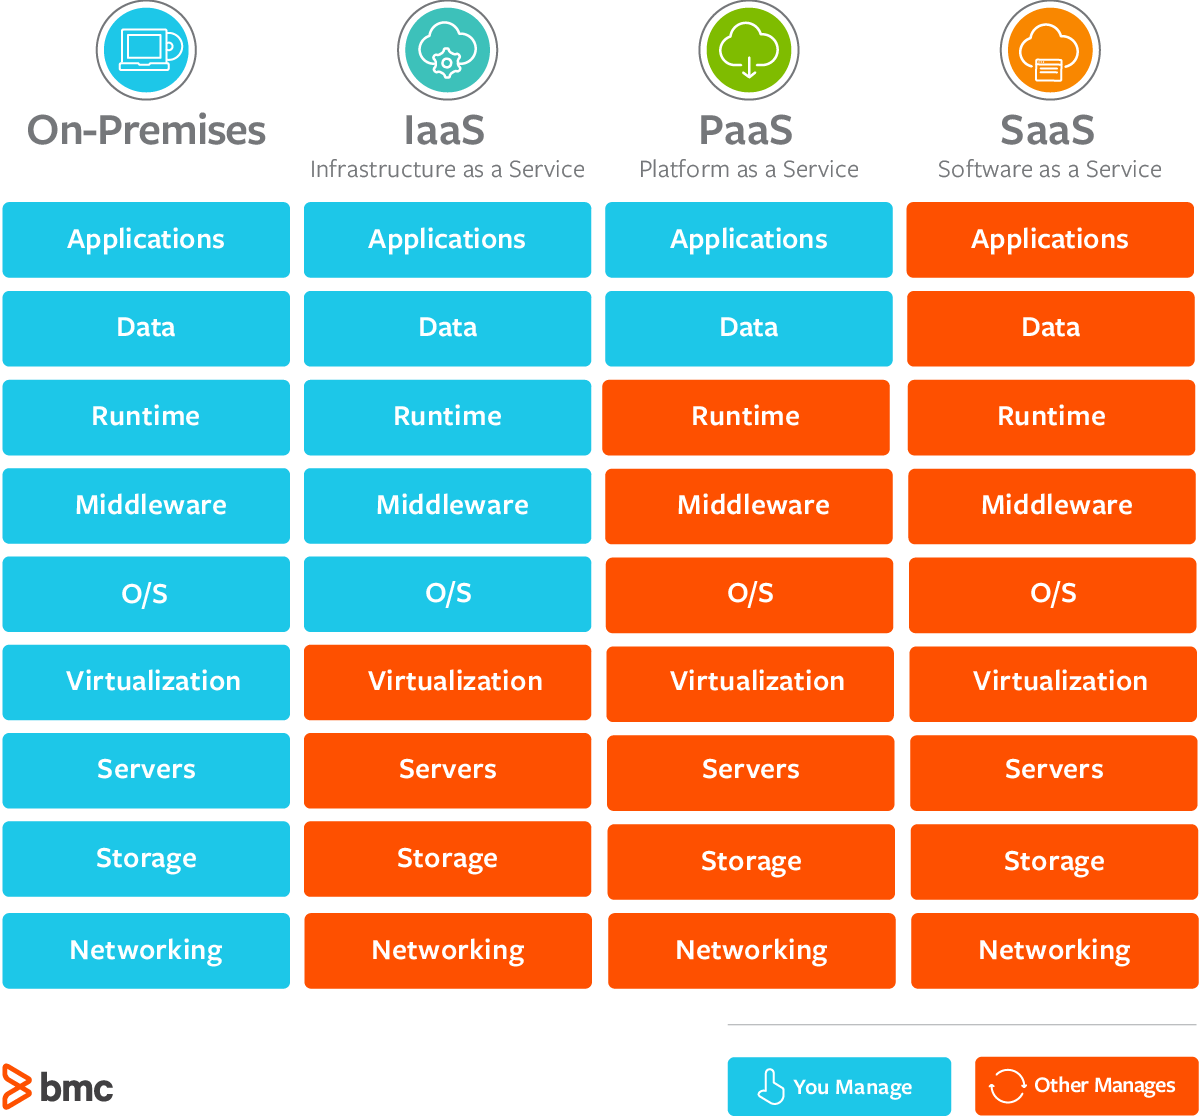 On-Premises
IaaS
PaaS
SaaS
Infrastructure as a Service
Platform as a Service
Software as a Service
Applications
Applications
Applications
Applications
Data
Data
Data
Data
Runtime
Runtime
Runtime
Runtime
Middleware
Middleware
Middleware
Middleware
O/S
O/S
O/S
O/S
Virtualization
Virtualization
Virtualization
Virtualization
Servers
Servers
Servers
Servers
Storage
Storage
Storage
Storage
Networking
Networking
Networking
Networking
bmc
You Manage
Other Manages